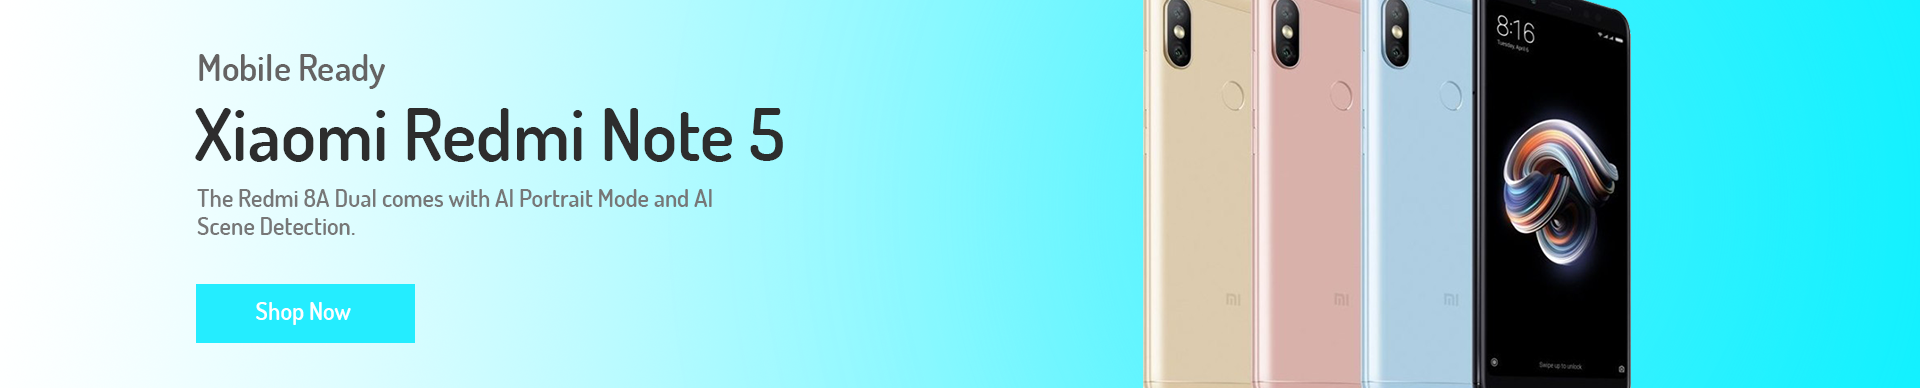 Mobile Ready
Xiaomi Redmi Note 5
The Redmi 8A Dual comes with AI Portrait Mode and AI
Scene Detection.
Shop Now
8:16
Tuesday, April 6
MI
MI
MI
Swipe up to unlock